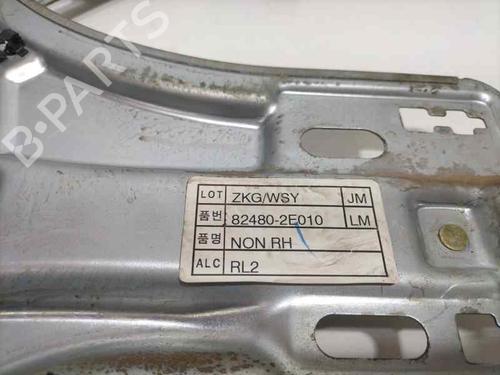 B-PARTS
LOT ZKG/WSY JM
품번 82480-2E010 LM
품명 NON RH
ALC RL2